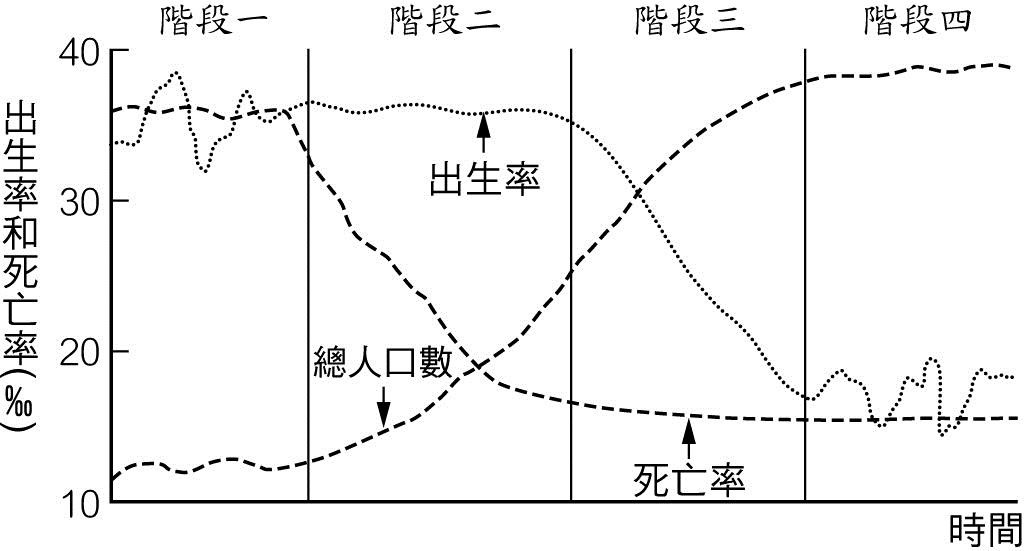 階段一
階段二
階段三
階段四
40
30
20
10
出生率和死亡率(‰)
出生率
總人口數
死亡率
時間